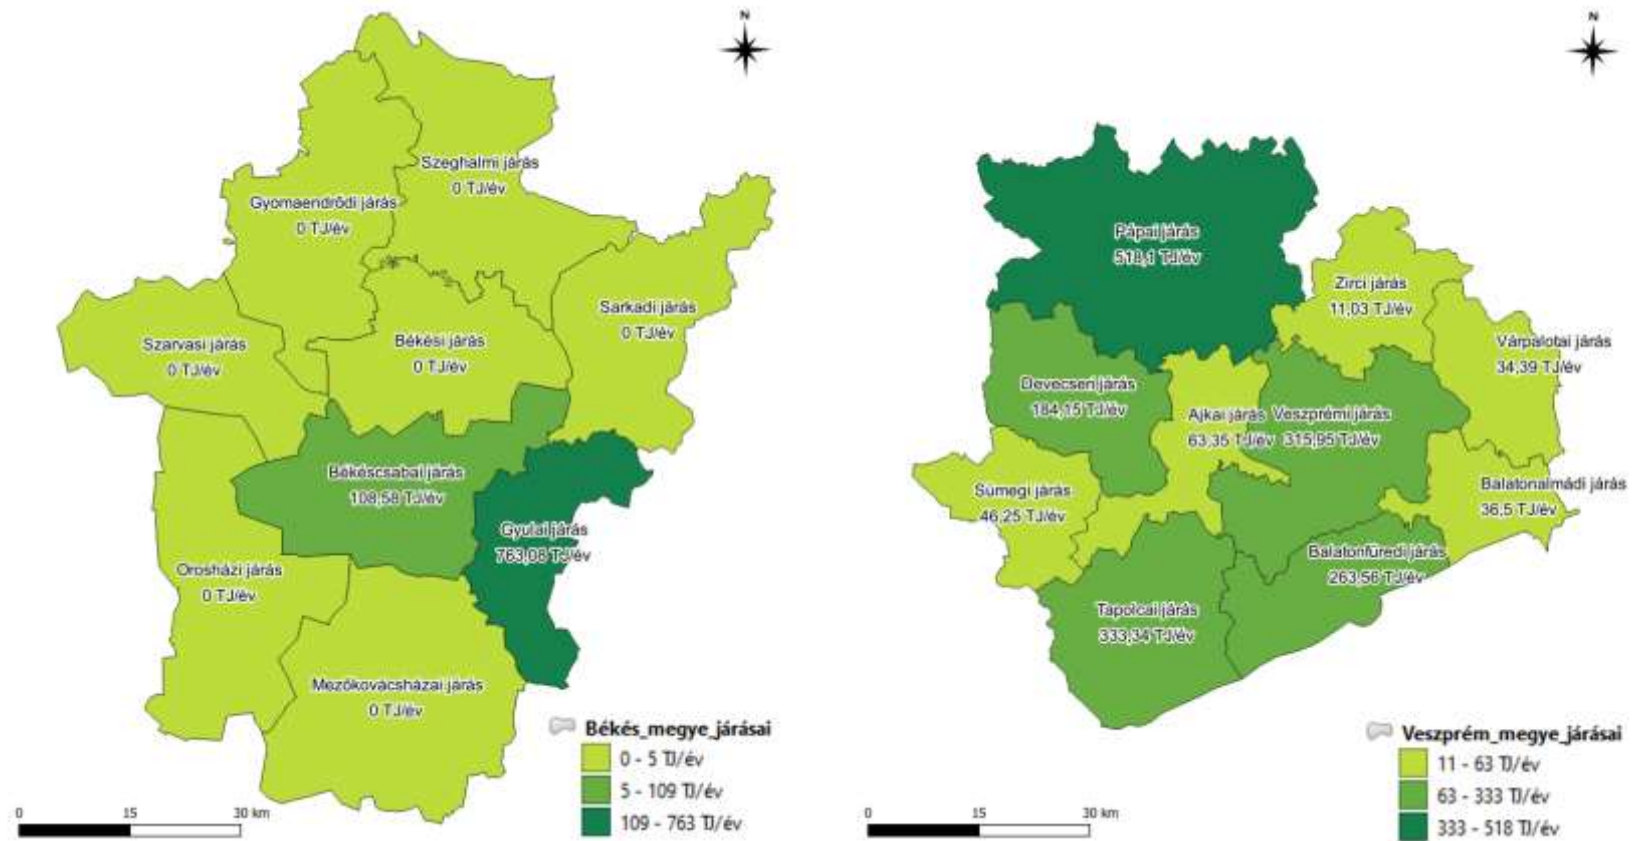 N
Szeghalmi járás
0 TJ/év
Gyomaendrődi járás
0 TJ/év
Sarkadi járás
0 TJ/év
Szarvasi járás
0 TJ/év
Békési járás
0 TJ/év
Békéscsabai járás
108,58 TJ/év
Gyulai járás
763,08 TJ/év
Orosházi járás
0 TJ/év
Mezőkovácsházai járás
0 TJ/év
Békés_megye_járásai
0 - 5 TJ/év
5 - 109 TJ/év
109 - 763 TJ/év
0 15 30 km
N
Pápai járás
518,1 TJ/év
Zirci járás
11,03 TJ/év
Várpalotai járás
34,39 TJ/év
Devecseri járás
184,15 TJ/év
Ajkai járás
63,35 TJ/év
Veszprémi járás
315,95 TJ/év
Sümegi járás
46,25 TJ/év
Balatonalmádi járás
36,5 TJ/év
Balatonfüredi járás
263,56 TJ/év
Tapolcai járás
333,34 TJ/év
Veszprém_megye_járásai
11 - 63 TJ/év
63 - 333 TJ/év
333 - 518 TJ/év
0 15 30 km